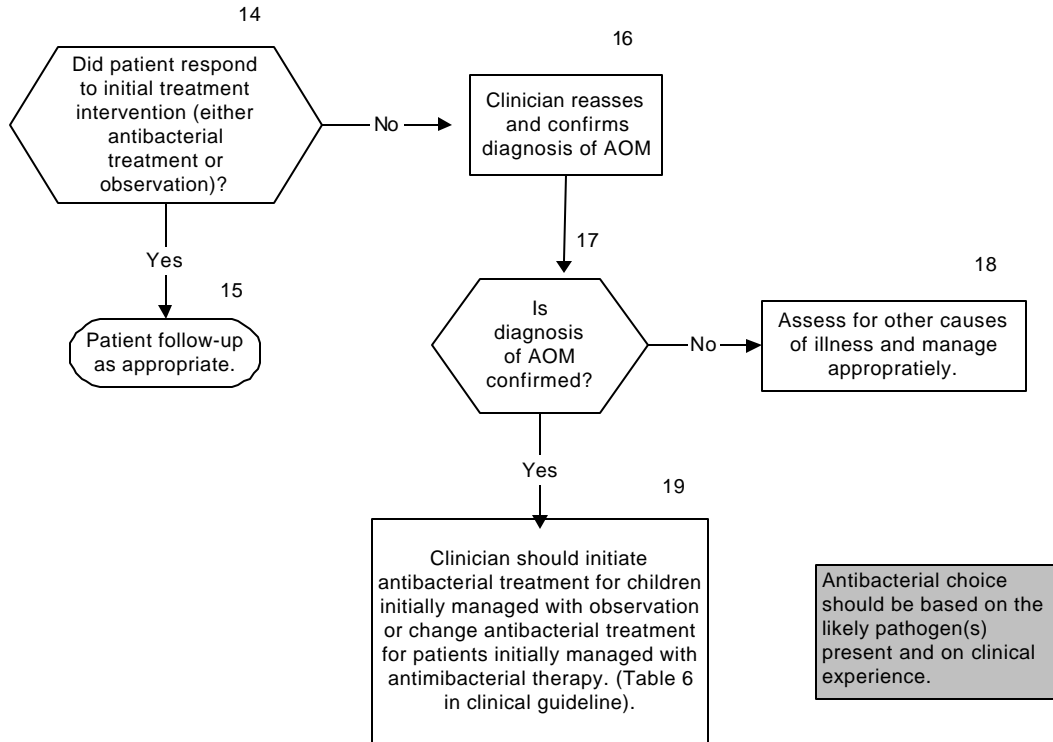 14
Did patient respond
to initial treatment
intervention (either
antibacterial
treatment or
observation)?
No
16
Clinician reasses
and confirms
diagnosis of AOM
Yes
15
Patient follow-up
as appropriate.
17
Is
diagnosis
of AOM
confirmed?
No
18
Assess for other causes
of illness and manage
appropratiely.
Yes
19
Clinician should initiate
antibacterial treatment for children
initially managed with observation
or change antibacterial treatment
for patients initially managed with
antimibacterial therapy. (Table 6
in clinical guideline).
Antibacterial choice
should be based on the
likely pathogen(s)
present and on clinical
experience.